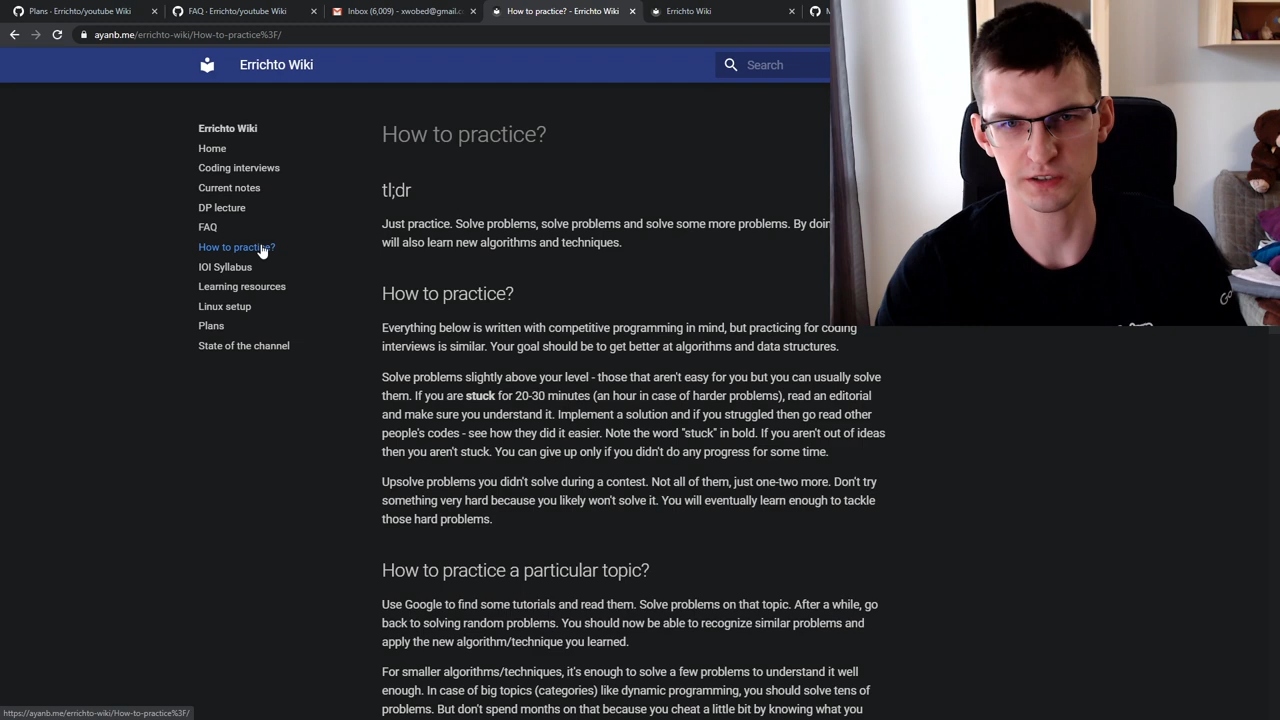 Plans · Errichto/youtube Wiki
FAQ · Errichto/youtube Wiki
Inbox (6,009) - xwobed@gmail.c
How to practice? - Errichto Wiki
Errichto Wiki
ayanb.me/errichto-wiki/How-to-practice%3F/
Errichto Wiki
Search
Errichto Wiki
Home
Coding interviews
Current notes
DP lecture
FAQ
How to practice?
IOI Syllabus
Learning resources
Linux setup
Plans
State of the channel
How to practice?
tl;dr
Just practice. Solve problems, solve problems and solve some more problems. By doin
will also learn new algorithms and techniques.
How to practice?
Everything below is written with competitive programming in mind, but practicing for coding
interviews is similar. Your goal should be to get better at algorithms and data structures.
Solve problems slightly above your level - those that aren't easy for you but you can usually solve
them. If you are stuck for 20-30 minutes (an hour in case of harder problems), read an editorial
and make sure you understand it. Implement a solution and if you struggled then go read other
people's codes - see how they did it easier. Note the word "stuck" in bold. If you aren't out of ideas
then you aren't stuck. You can give up only if you didn't do any progress for some time.
Upsolve problems you didn't solve during a contest. Not all of them, just one-two more. Don't try
something very hard because you likely won't solve it. You will eventually learn enough to tackle
those hard problems.
How to practice a particular topic?
Use Google to find some tutorials and read them. Solve problems on that topic. After a while, go
back to solving random problems. You should now be able to recognize similar problems and
apply the new algorithm/technique you learned.
For smaller algorithms/techniques, it's enough to solve a few problems to understand it well
enough. In case of big topics (categories) like dynamic programming, you should solve tens of
problems. But don't spend months on that because you cheat a little bit by knowing what you
https://ayanb.me/errichto-wiki/How-to-practice%3F/